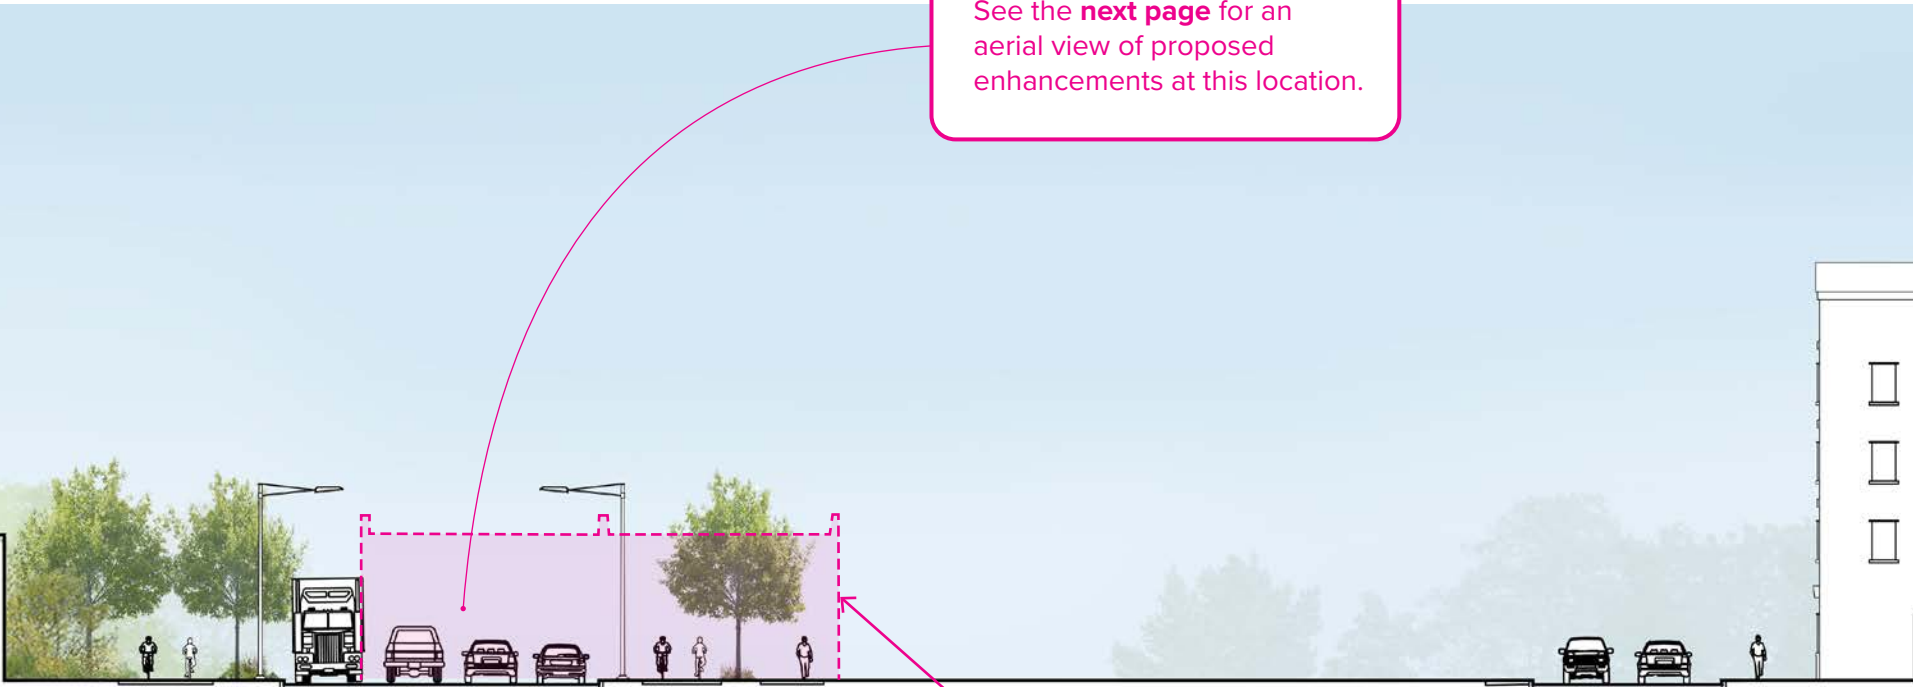 See the next page for an
aerial view of proposed
enhancements at this location.